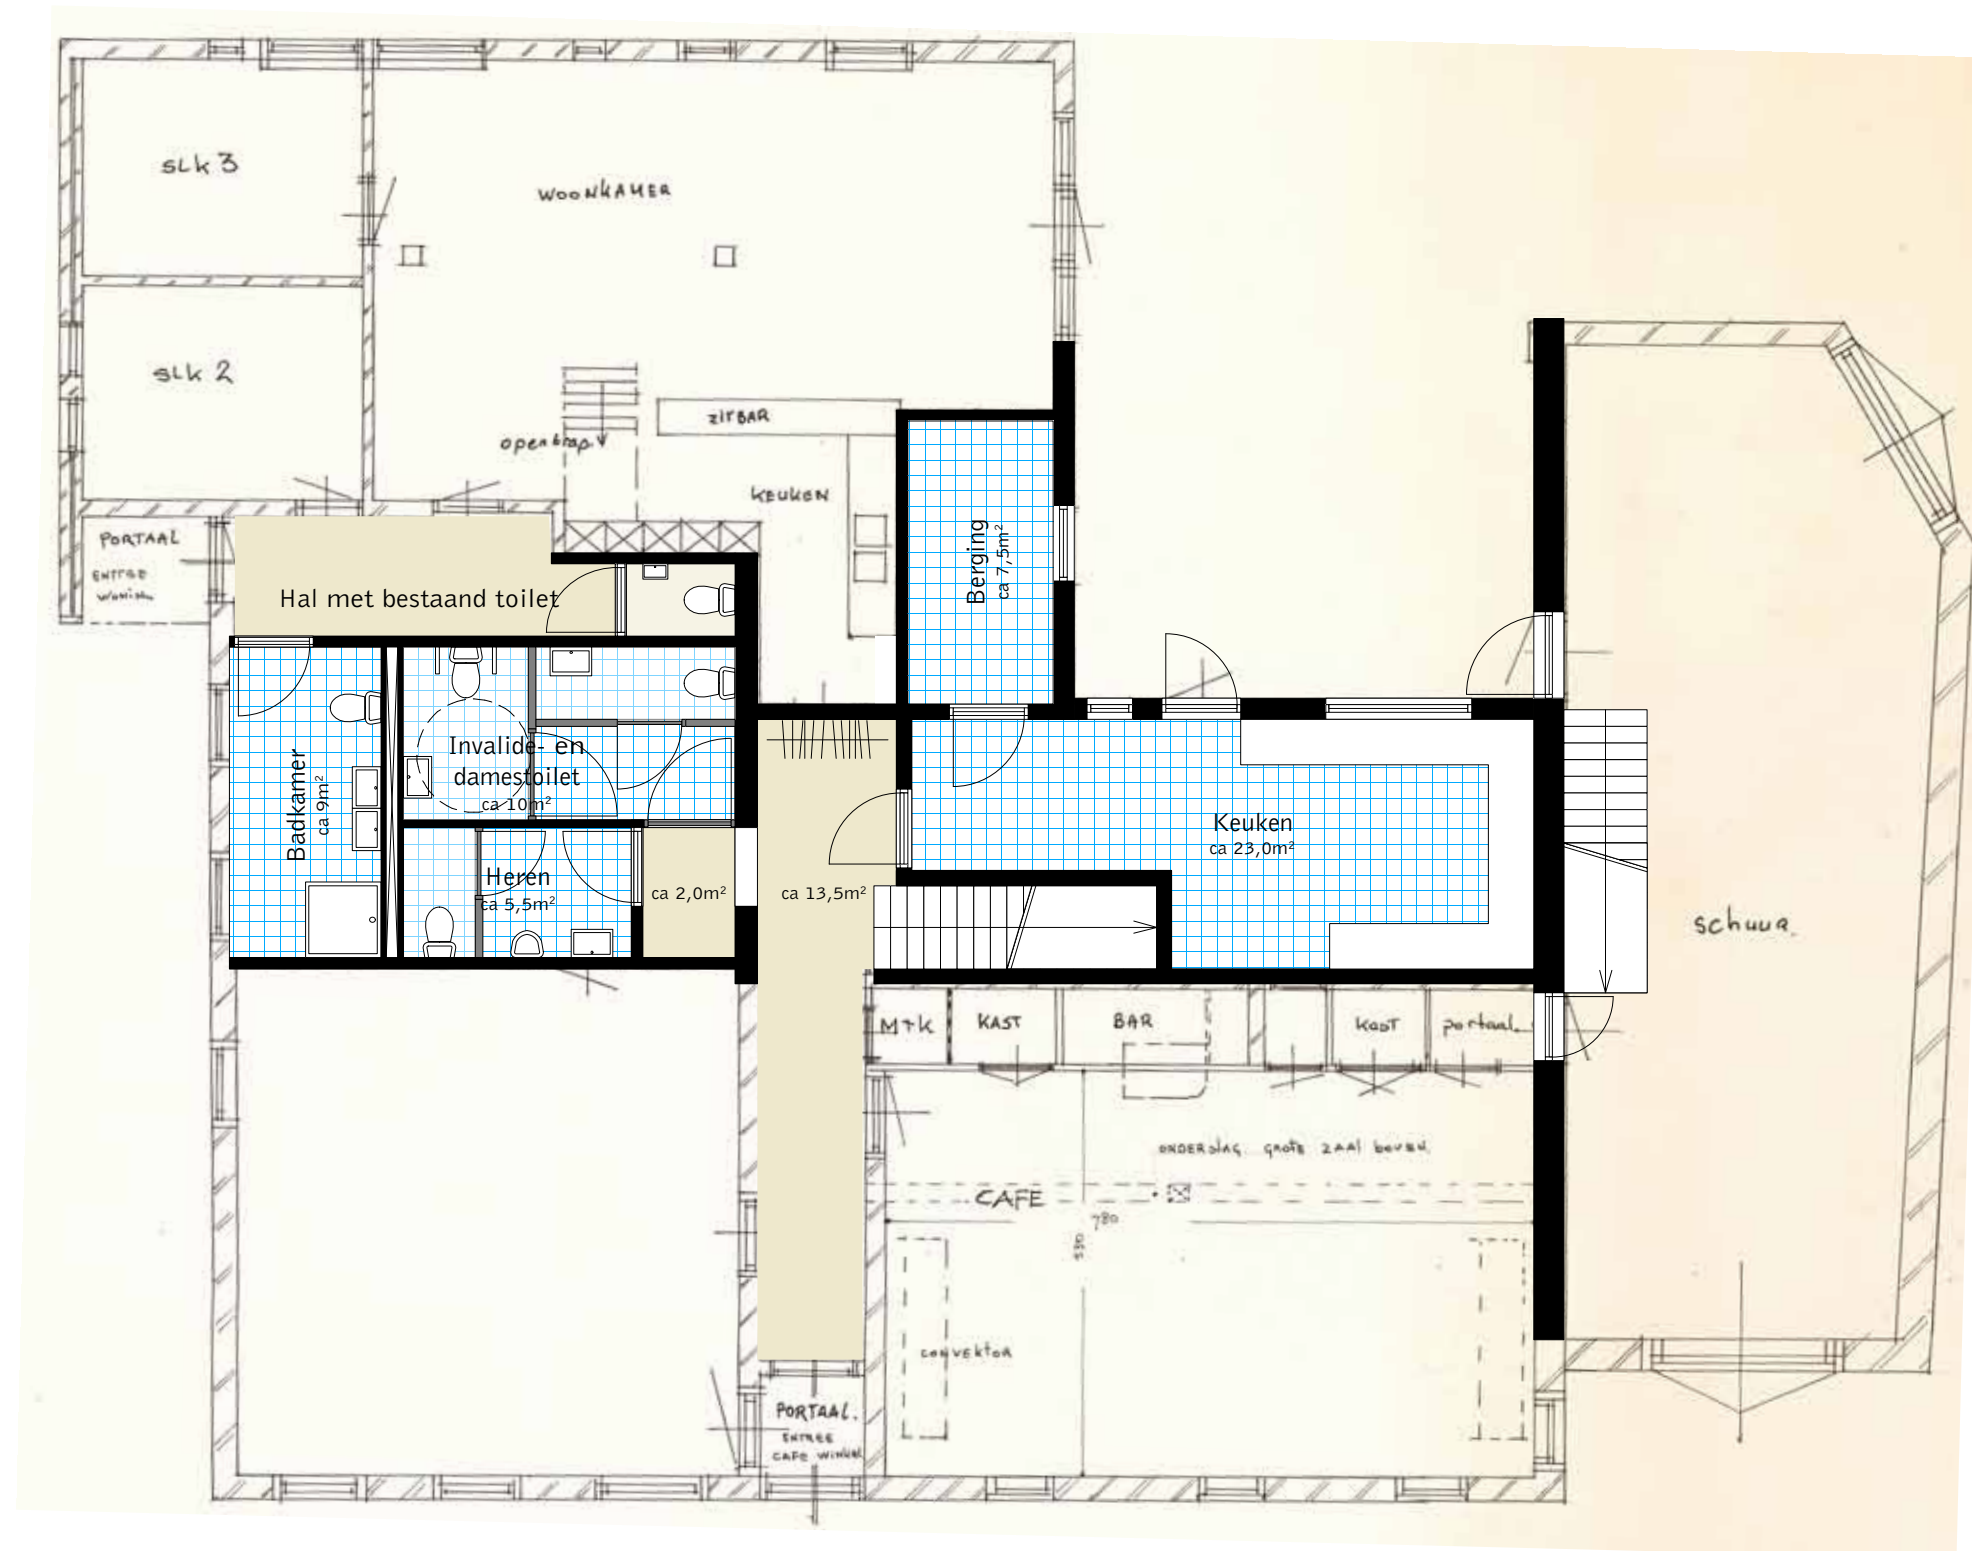 sLk 3
WOONKAMER
sLk 2
ZITBAR
open trap
KEUKEN
PORTAAL
ENTREE
WONIN.
Hal met bestaand toilet
Berging
ca 7,5m²
Badkamer
ca 9m²
Invalide- en
damestoilet
ca 10m²
Heren
ca 5,5m²
ca 2,0m²
ca 13,5m²
Keuken
ca 23,0m²
schuur.
M+K
KAST
BAR
KAST
portaal.
ONDERSLAG GROTE ZAAL BOVEN.
CAFE
780
530
CONVEKTOR
PORTAAL.
ENTREE
CAFE WINKEL